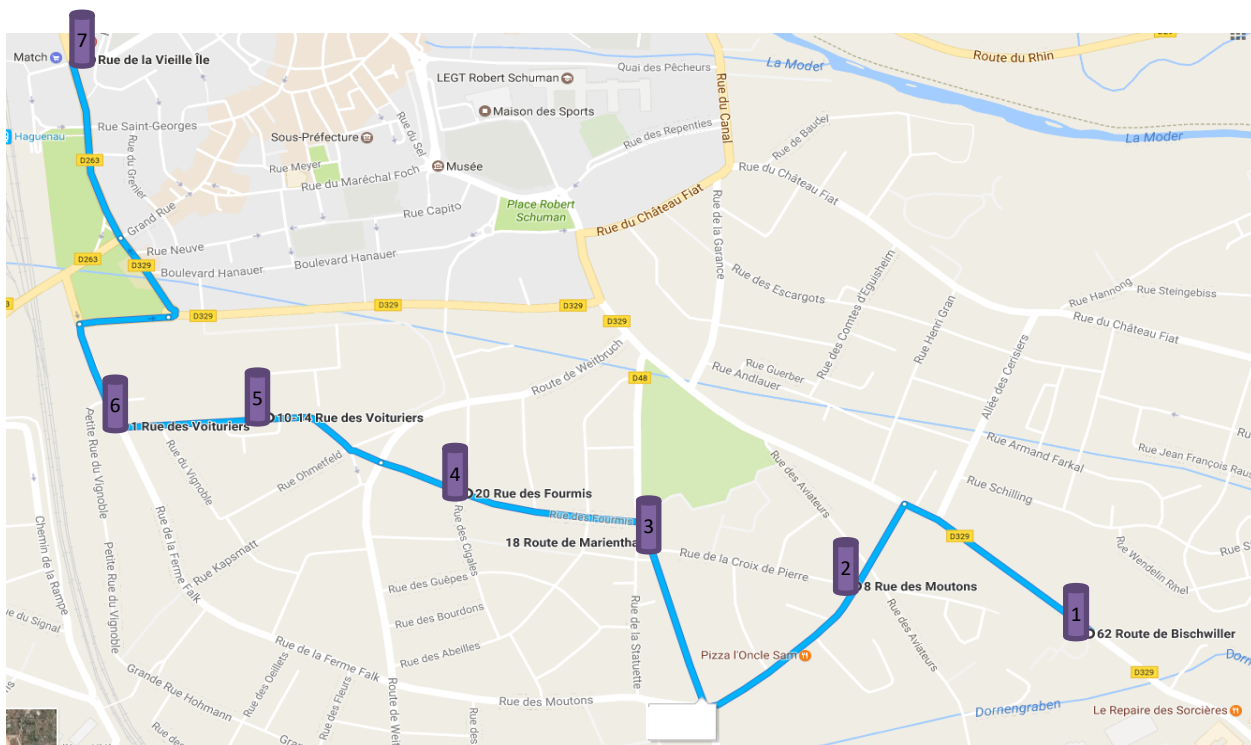 7
Match
Rue de la Vieille Île
Route du Rhin
La Moder
Quai des Pêcheurs
LEGT Robert Schuman
Maison des Sports
Rue du Canal
Rue Saint-Georges
Haguenau
Sous-Préfecture
Rue du Sel
Rue des Repenties
Rue de Baudel
La Moder
D263
Rue du Grenier
Rue Meyer
Musée
Rue du Maréchal Foch
Rue du Château Fiat
Grand Rue
Rue Capito
Place Robert
Schuman
Rue du Château Fiat
Rue de la Garance
Rue Neuve
D263
D329
Boulevard Hanauer
Boulevard Hanauer
Rue des Escargots
Rue des Comtes d'Eguisheim
Rue Hannong
Rue Steingebiss
D329
D329
D329
D329
Rue Henri Gran
Rue du Château Fiat
Route de Weitbruch
D48
Rue Guerber
Rue Andlauer
Allée des Cerisiers
6
5
10-14 Rue des Voituriers
1 Rue des Voituriers
Petite Rue du Vignoble
Rue du Vignoble
Rue Ohmetfeld
Rue Armand Farkal
Rue Jean François Raus
Rue des Aviateurs
4
20 Rue des Fourmis
Rue Schilling
Rue des Fourmis
3
18 Route de Marientha
Rue des Cigales
D329
Chemin de la Rampe
Petite Rue du Vignoble
Rue de la Ferme Falk
Rue Kapsmatt
Rue de la Croix de Pierre
2
8 Rue des Moutons
Rue Wendelin Rhel
Rue S
Rue des Guêpes
Rue des Bourdons
Rue de la Statuette
Rue des Aviateurs
1
62 Route de Bischwiller
ue du Signal
Rue de la Ferme Falk
Rue des Abeilles
Pizza l'Oncle Sam
D329
Dorn
Grande Rue Hohmann
Rue des Oeillets
Rue des Fleurs
Route de We
Rue des Moutons
Dornengraben
Le Repaire des Sorcières